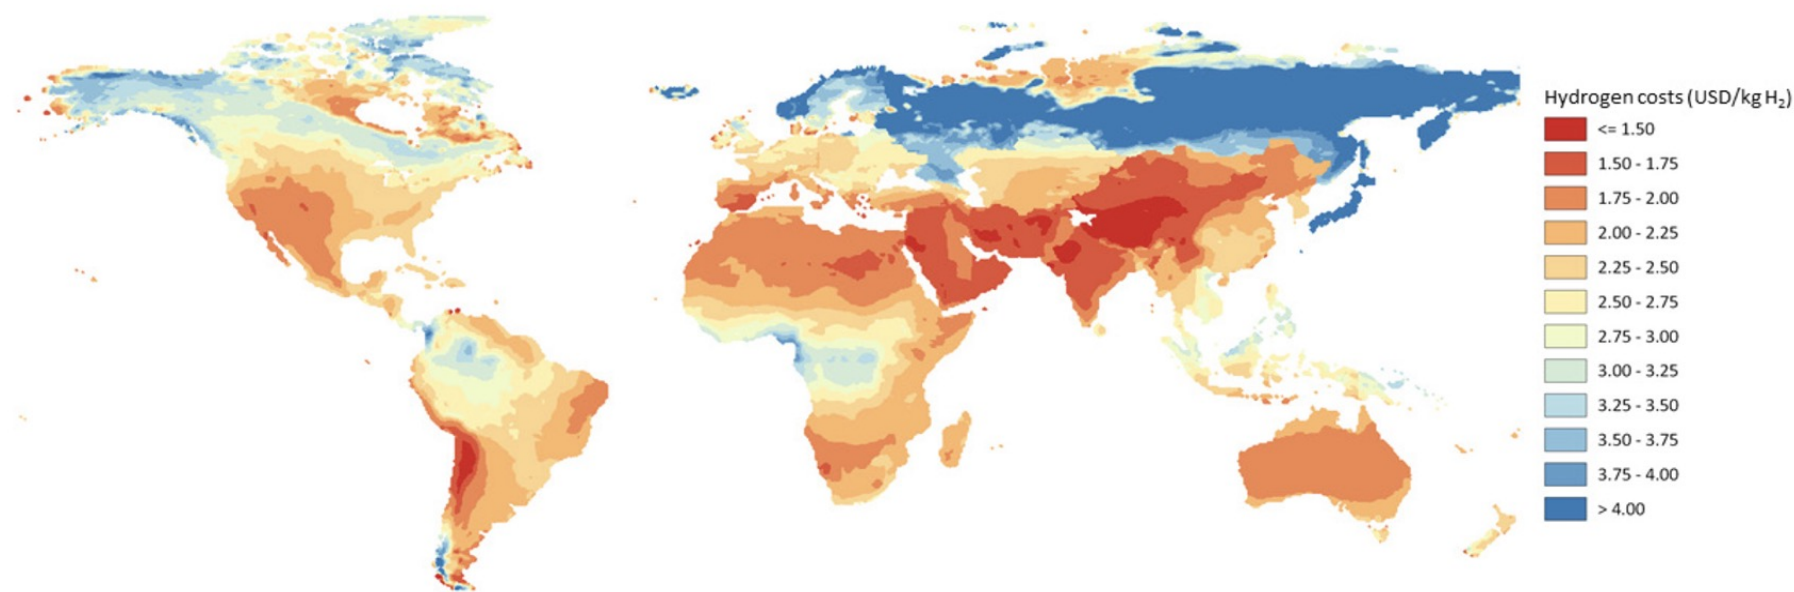 Hydrogen costs (USD/kg H₂)
<= 1.50
1.50 - 1.75
1.75 - 2.00
2.00 - 2.25
2.25 - 2.50
2.50 - 2.75
2.75 - 3.00
3.00 - 3.25
3.25 - 3.50
3.50 - 3.75
3.75 - 4.00
> 4.00